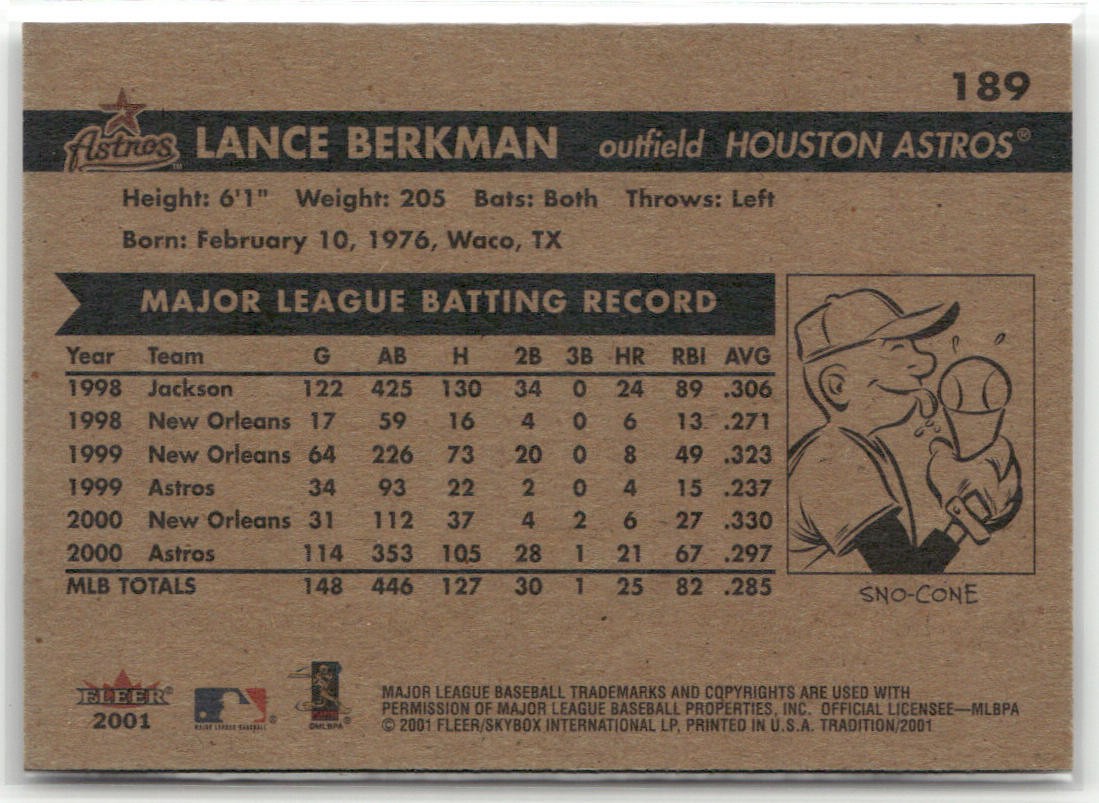 189
Astros LANCE BERKMAN outfield HOUSTON ASTROS®
Height: 6'1" Weight: 205 Bats: Both Throws: Left
Born: February 10, 1976, Waco, TX
MAJOR LEAGUE BATTING RECORD
Year Team G AB H 2B 3B HR RBI AVG
1998 Jackson 122 425 130 34 0 24 89 .306
1998 New Orleans 17 59 16 4 0 6 13 .271
1999 New Orleans 64 226 73 20 0 8 49 .323
1999 Astros 34 93 22 2 0 4 15 .237
2000 New Orleans 31 112 37 4 2 6 27 .330
2000 Astros 114 353 105 28 1 21 67 .297
MLB TOTALS 148 446 127 30 1 25 82 .285
SNO-CONE
FLEER®
2001
MAJOR LEAGUE BASEBALL®
©MLBPA®
MAJOR LEAGUE BASEBALL TRADEMARKS AND COPYRIGHTS ARE USED WITH
PERMISSION OF MAJOR LEAGUE BASEBALL PROPERTIES, INC. OFFICIAL LICENSEE—MLBPA
© 2001 FLEER/SKYBOX INTERNATIONAL LP, PRINTED IN U.S.A. TRADITION/2001